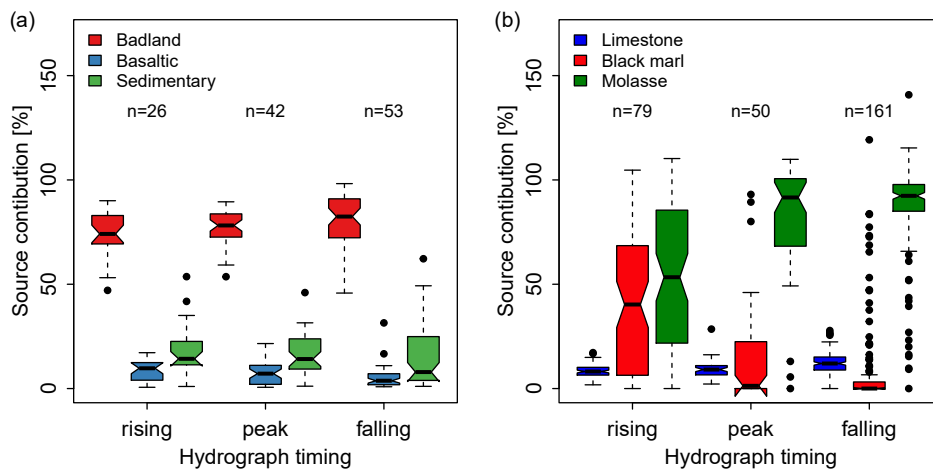 (a)
Badland
Basaltic
Sedimentary
n=26
n=42
n=53
Source contibution [%]
0
50
100
150
rising
peak
falling
Hydrograph timing
(b)
Limestone
Black marl
Molasse
n=79
n=50
n=161
Source contibution [%]
0
50
100
150
rising
peak
falling
Hydrograph timing